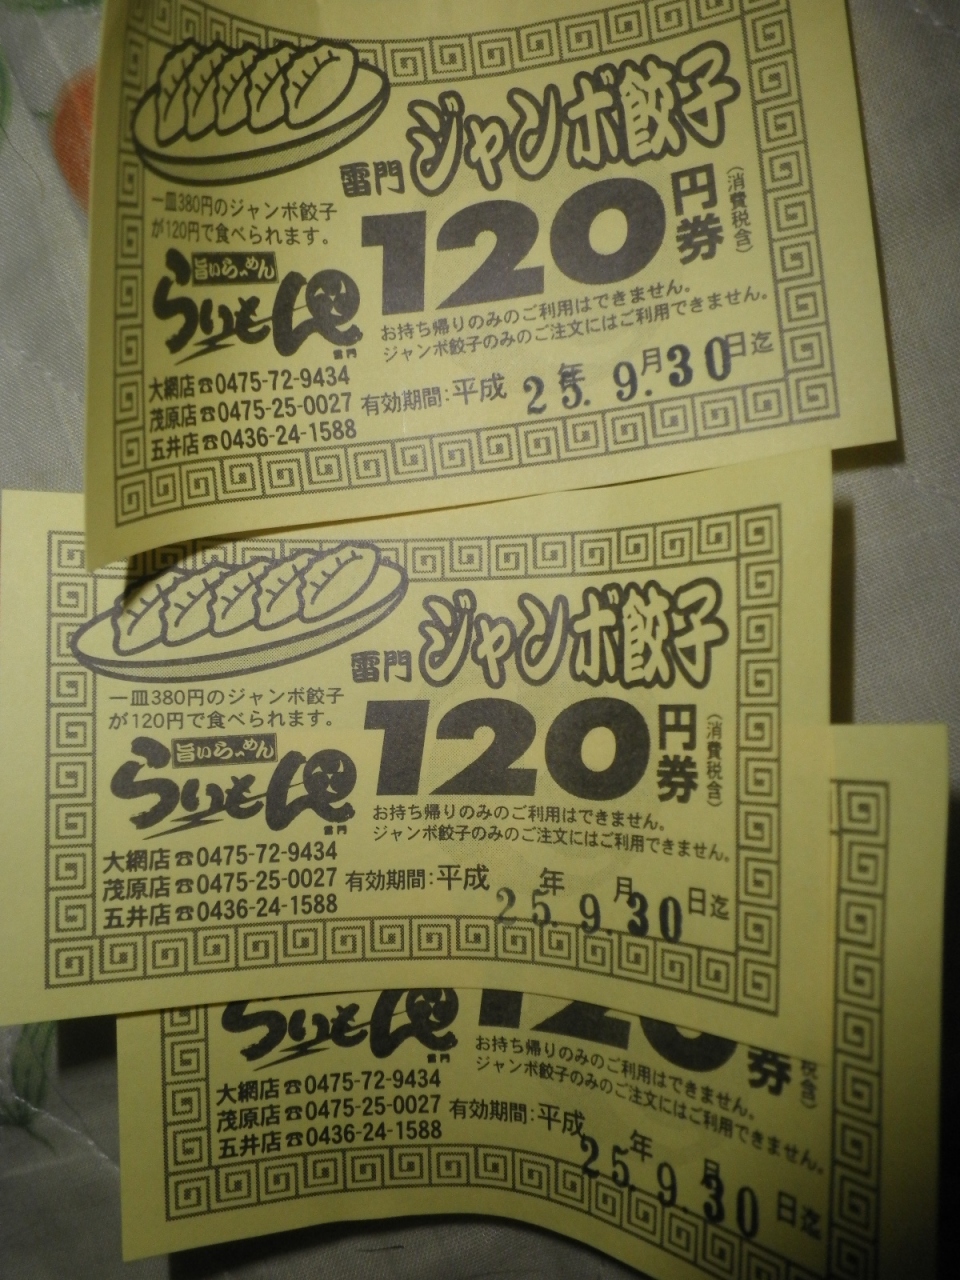 雷門 ジャンボ餃子
120円券 (消費税含)
一皿380円のジャンボ餃子
が120円で食べられます。
旨いらーめん
らいもん
雷門
お持ち帰りのみのご利用はできません。
ジャンボ餃子のみのご注文にはご利用できません。
大網店☎0475-72-9434
茂原店☎0475-25-0027
五井店☎0436-24-1588
有効期間:平成 25年9月30日迄
雷門 ジャンボ餃子
120円券 (消費税含)
一皿380円のジャンボ餃子
が120円で食べられます。
旨いらーめん
らいもん
雷門
お持ち帰りのみのご利用はできません。
ジャンボ餃子のみのご注文にはご利用できません。
大網店☎0475-72-9434
茂原店☎0475-25-0027
五井店☎0436-24-1588
有効期間:平成 25年9月30日迄
らいもん
雷門
120 券 税含)
お持ち帰りのみのご利用はできません。
ジャンボ餃子のみのご注文にはご利用できません。
大網店☎0475-72-9434
茂原店☎0475-25-0027
五井店☎0436-24-1588
有効期間:平成 25年9月30日迄